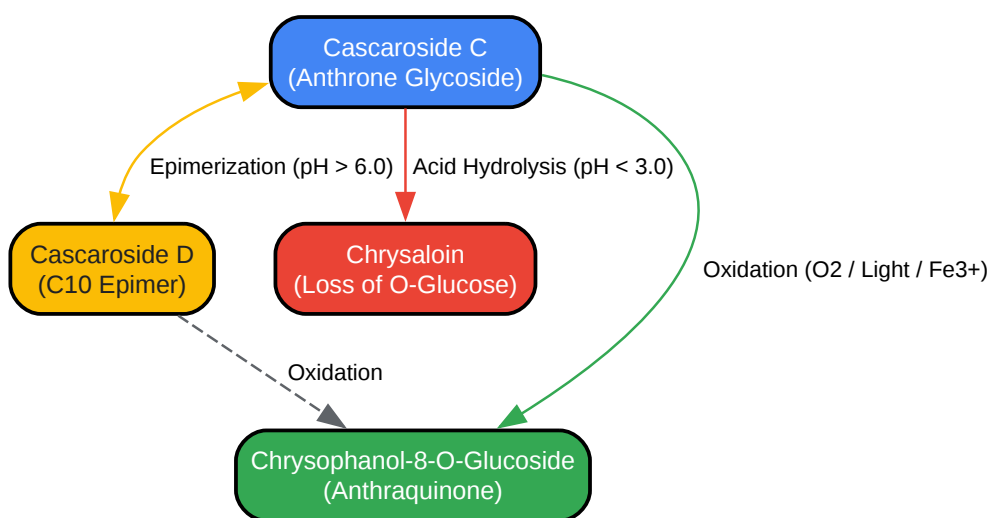 Cascaroside C
(Anthrone Glycoside)
Epimerization (pH > 6.0)
Acid Hydrolysis (pH < 3.0)
Cascaroside D
(C10 Epimer)
Chrysaloin
(Loss of O-Glucose)
Oxidation (O2 / Light / Fe3+)
Oxidation
Chrysophanol-8-O-Glucoside
(Anthraquinone)